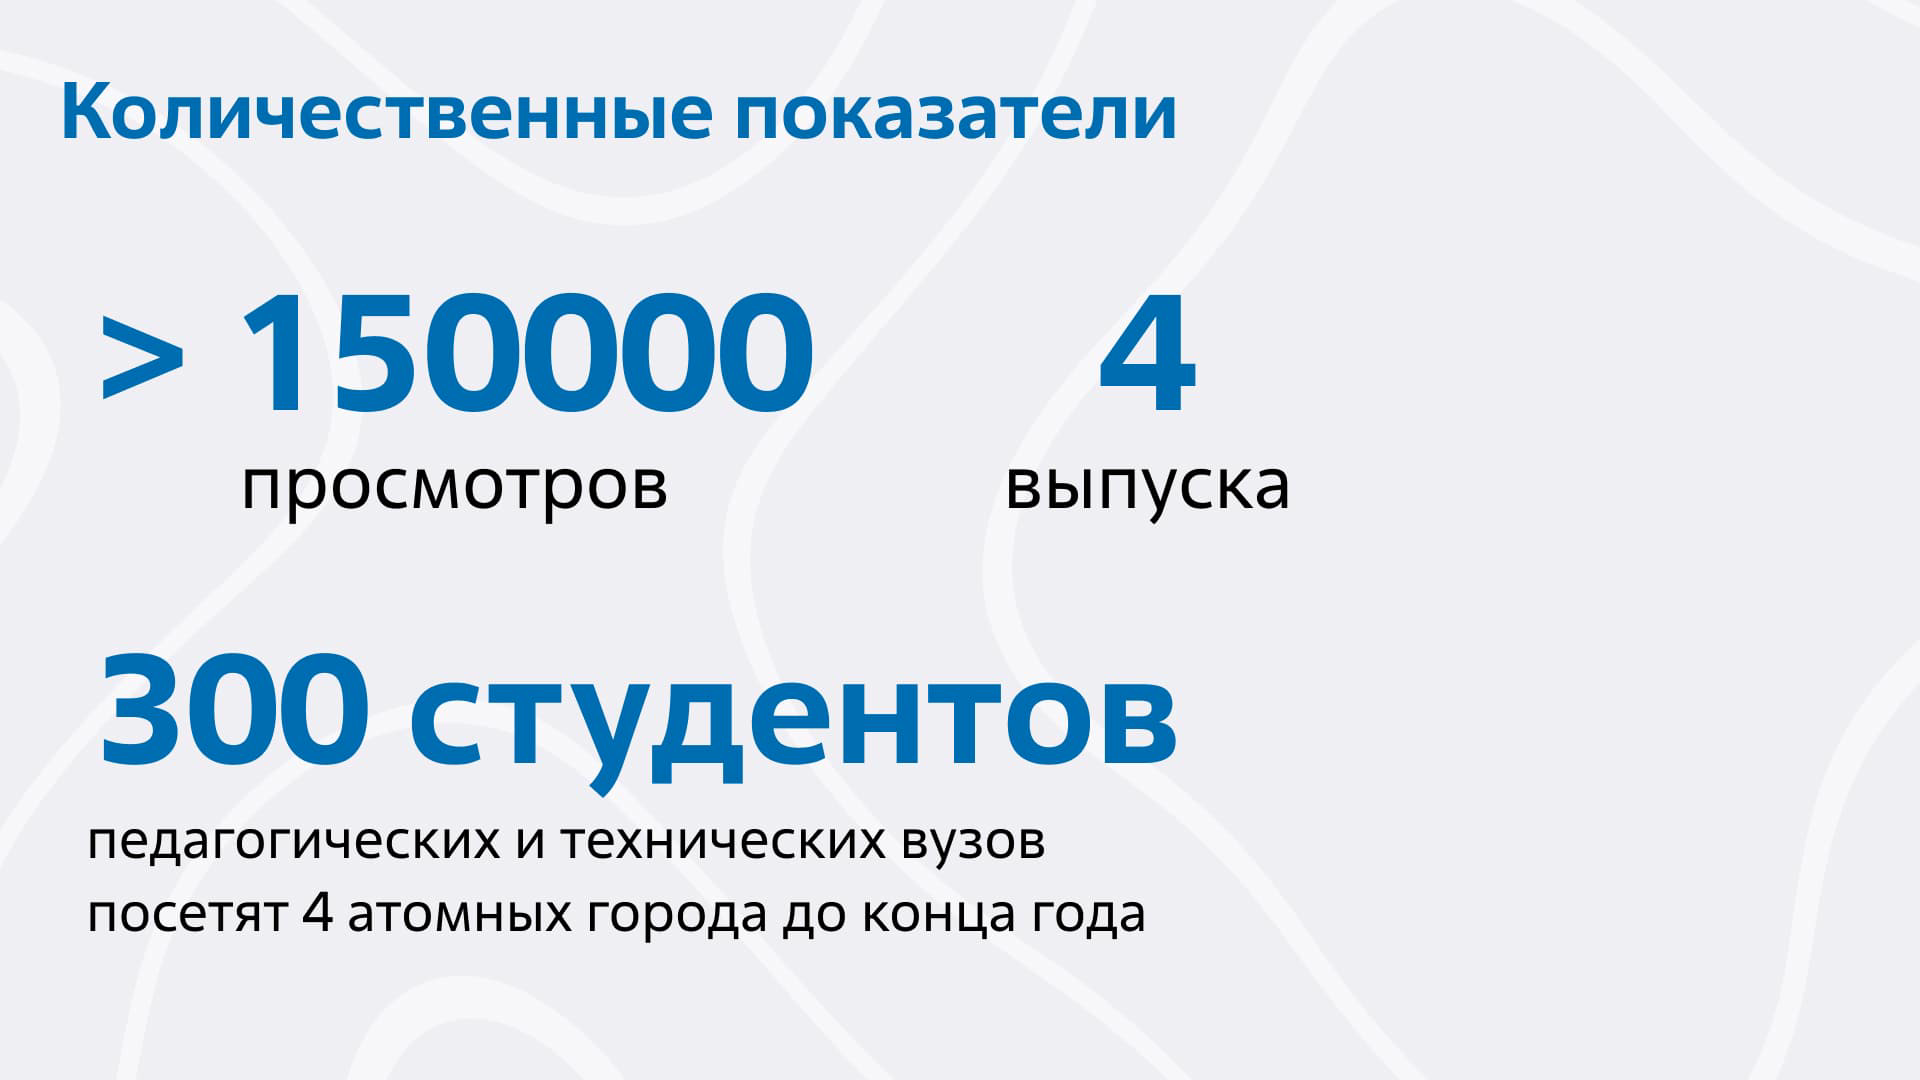 Количественные показатели
> 150000
просмотров
4
выпуска
300 студентов
педагогических и технических вузов
посетят 4 атомных города до конца года